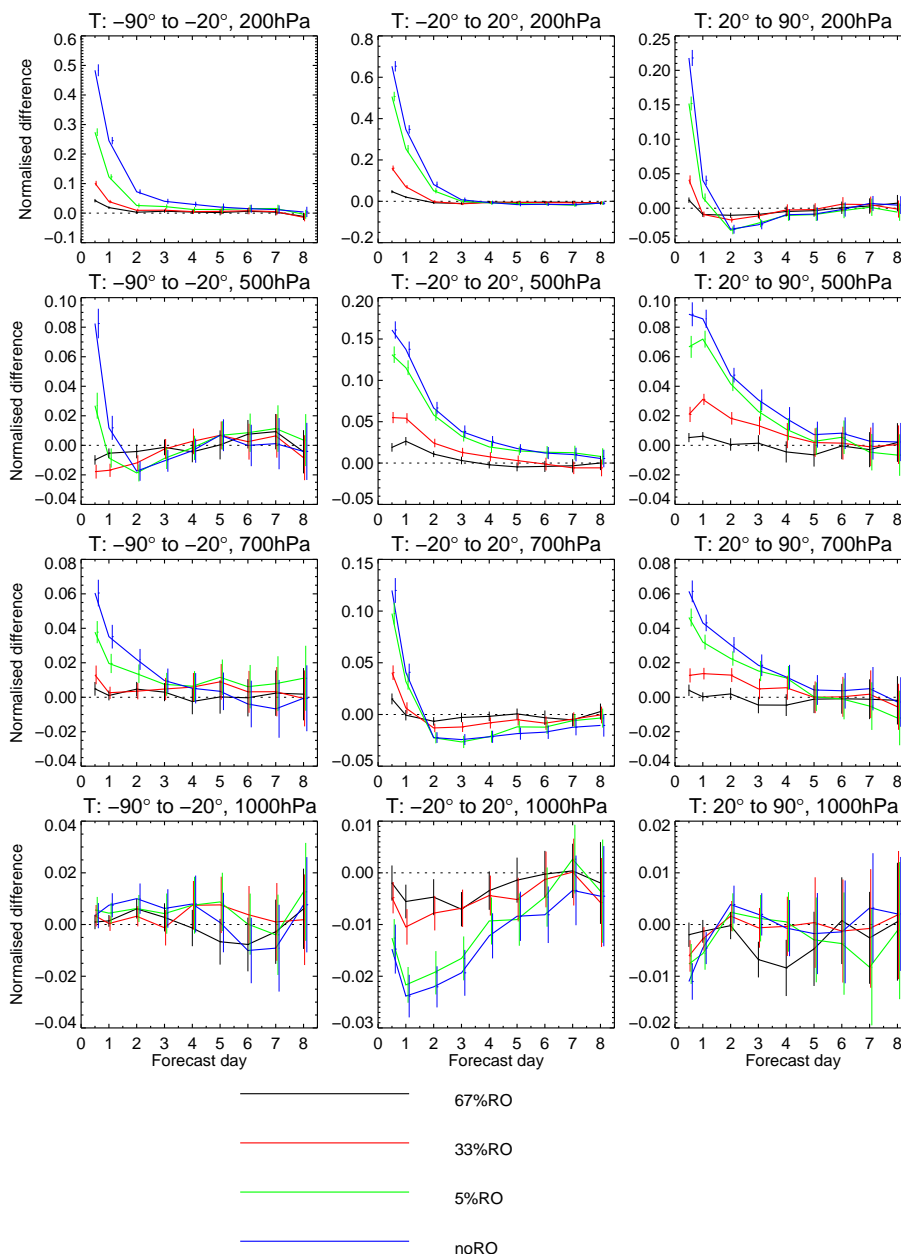 T: −90° to −20°, 200hPa
T: −20° to 20°, 200hPa
T: 20° to 90°, 200hPa
Normalised difference
0.6
0.5
0.4
0.3
0.2
0.1
0.0
−0.1
0 1 2 3 4 5 6 7 8
0.8
0.6
0.4
0.2
0.0
−0.2
0 1 2 3 4 5 6 7 8
0.25
0.20
0.15
0.10
0.05
0.00
−0.05
0 1 2 3 4 5 6 7 8
T: −90° to −20°, 500hPa
T: −20° to 20°, 500hPa
T: 20° to 90°, 500hPa
Normalised difference
0.10
0.08
0.06
0.04
0.02
0.00
−0.02
−0.04
0 1 2 3 4 5 6 7 8
0.20
0.15
0.10
0.05
0.00
−0.05
0 1 2 3 4 5 6 7 8
0.10
0.08
0.06
0.04
0.02
0.00
−0.02
−0.04
0 1 2 3 4 5 6 7 8
T: −90° to −20°, 700hPa
T: −20° to 20°, 700hPa
T: 20° to 90°, 700hPa
Normalised difference
0.08
0.06
0.04
0.02
0.00
−0.02
−0.04
0 1 2 3 4 5 6 7 8
0.15
0.10
0.05
0.00
−0.05
0 1 2 3 4 5 6 7 8
0.08
0.06
0.04
0.02
0.00
−0.02
−0.04
0 1 2 3 4 5 6 7 8
T: −90° to −20°, 1000hPa
T: −20° to 20°, 1000hPa
T: 20° to 90°, 1000hPa
Normalised difference
0.04
0.02
0.00
−0.02
−0.04
0 1 2 3 4 5 6 7 8
Forecast day
0.01
−0.00
−0.01
−0.02
−0.03
0 1 2 3 4 5 6 7 8
Forecast day
0.02
0.01
0.00
−0.01
−0.02
0 1 2 3 4 5 6 7 8
Forecast day
67%RO
33%RO
5%RO
noRO